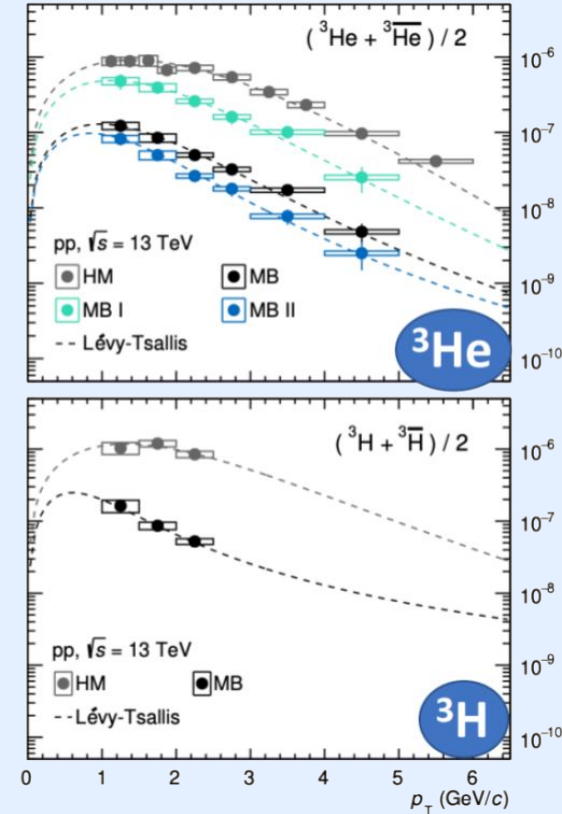 (³He + ³H̅e̅) / 2
10⁻⁶
10⁻⁷
10⁻⁸
10⁻⁹
10⁻¹⁰
pp, √s = 13 TeV
HM MB
MB I MB II
Lévy-Tsallis
³He
(³H + ³H̅) / 2
10⁻⁶
10⁻⁷
10⁻⁸
10⁻⁹
10⁻¹⁰
pp, √s = 13 TeV
HM MB
Lévy-Tsallis
³H
0 1 2 3 4 5 6
p_T (GeV/c)